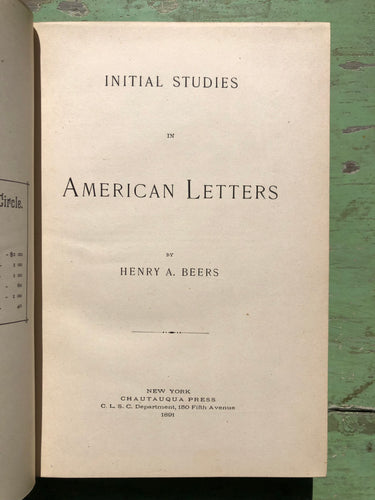 Circle.
INITIAL STUDIES
IN
AMERICAN LETTERS
BY
HENRY A. BEERS
NEW YORK
CHAUTAUQUA PRESS
C. L. S. C. Department, 150 Fifth Avenue
1891